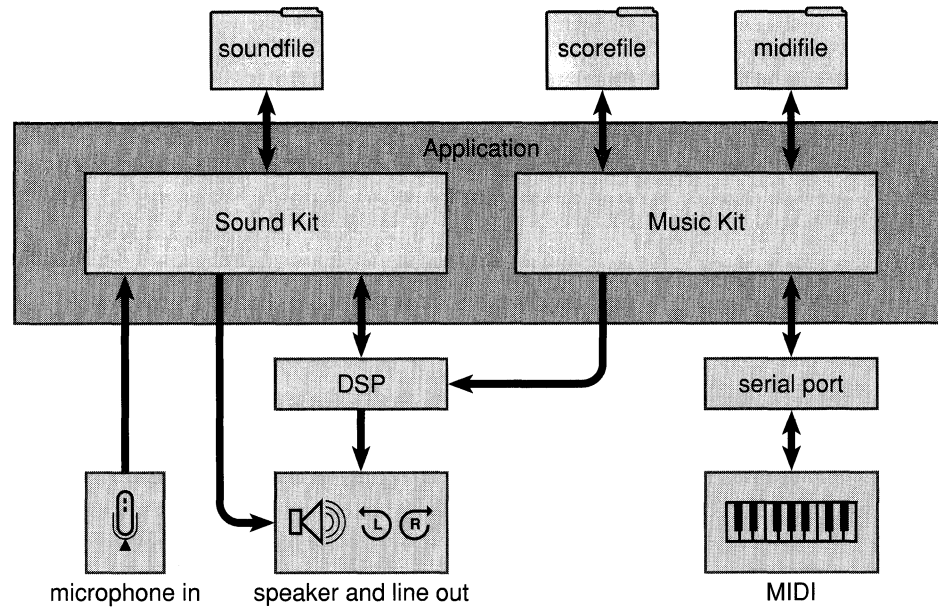 soundfile
scorefile
midifile
Application
Sound Kit
Music Kit
DSP
serial port
L
R
microphone in
speaker and line out
MIDI